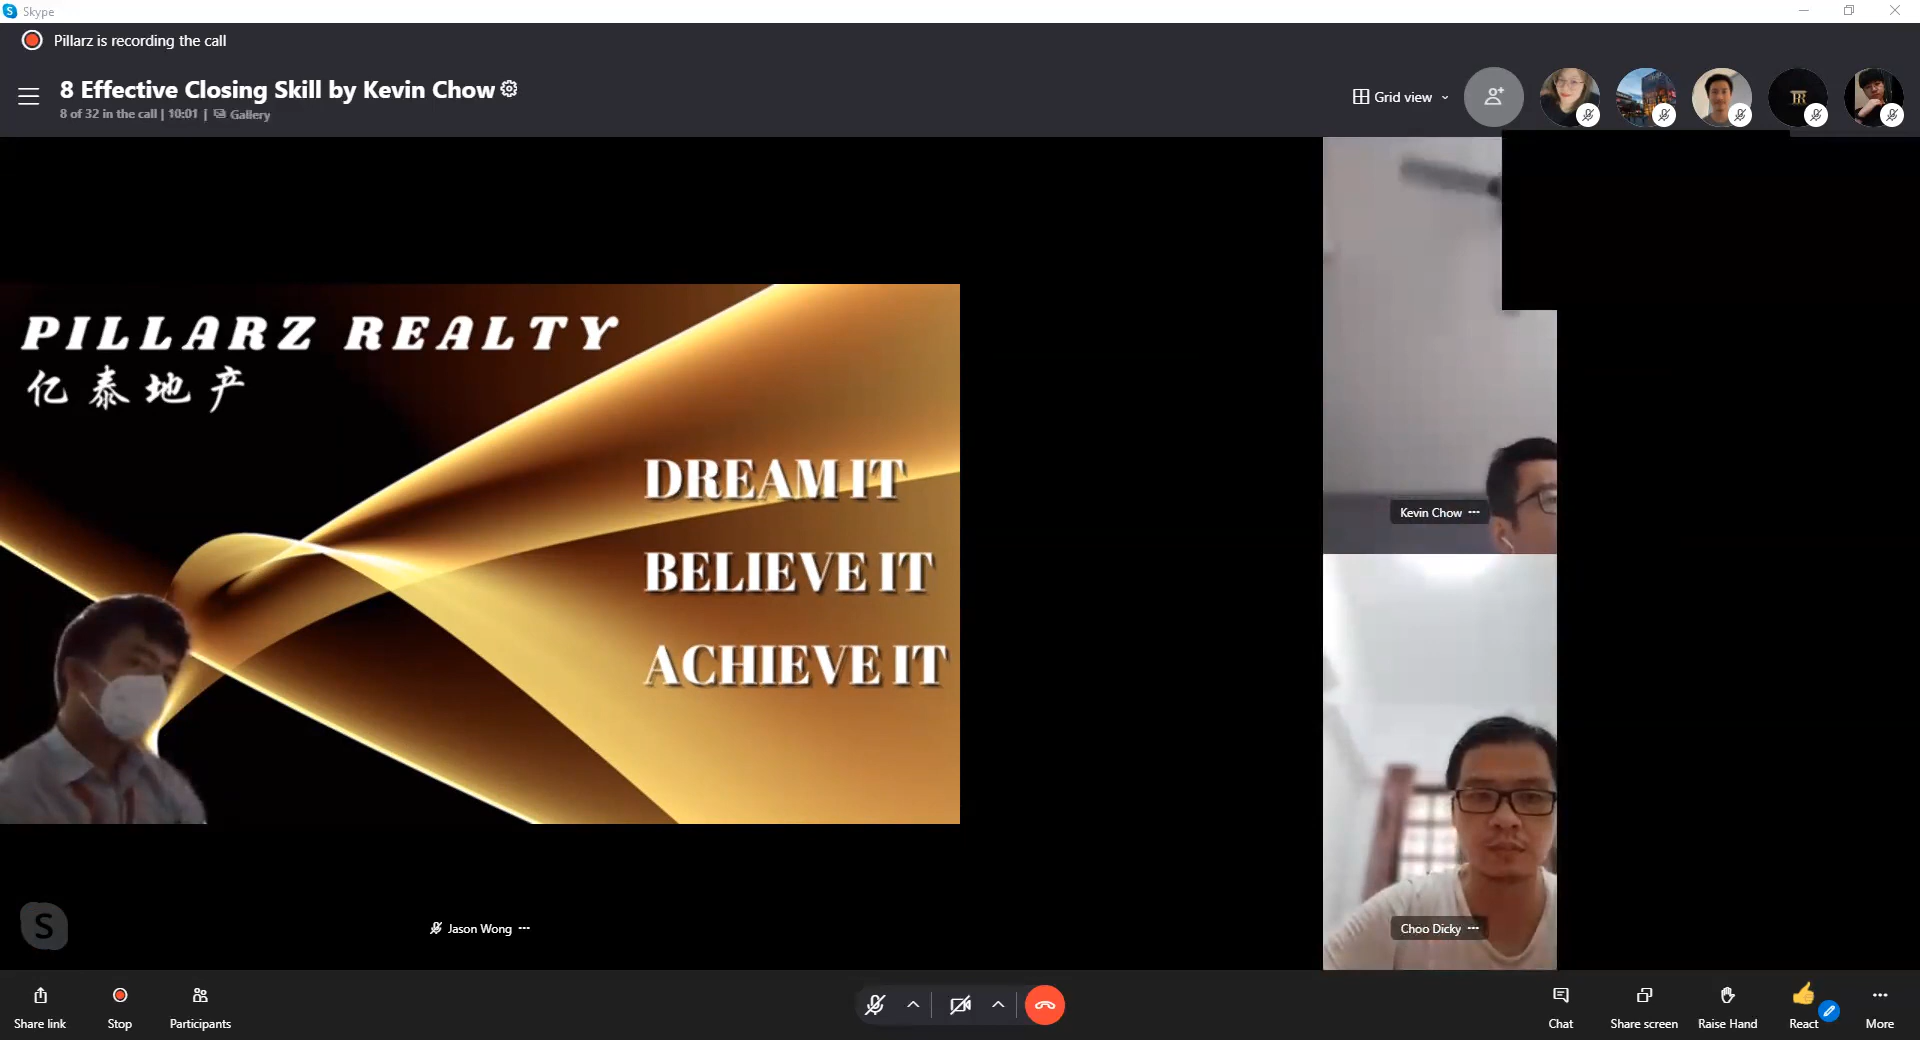 Skype
Pillarz is recording the call
8 Effective Closing Skill by Kevin Chow
8 of 32 in the call | 10:01 | Gallery
Grid view
PILLARZ REALTY
亿泰地产
DREAM IT
BELIEVE IT
ACHIEVE IT
Kevin Chow
Choo Dicky
Jason Wong
Share link
Stop
Participants
Chat
Share screen
Raise Hand
React
More